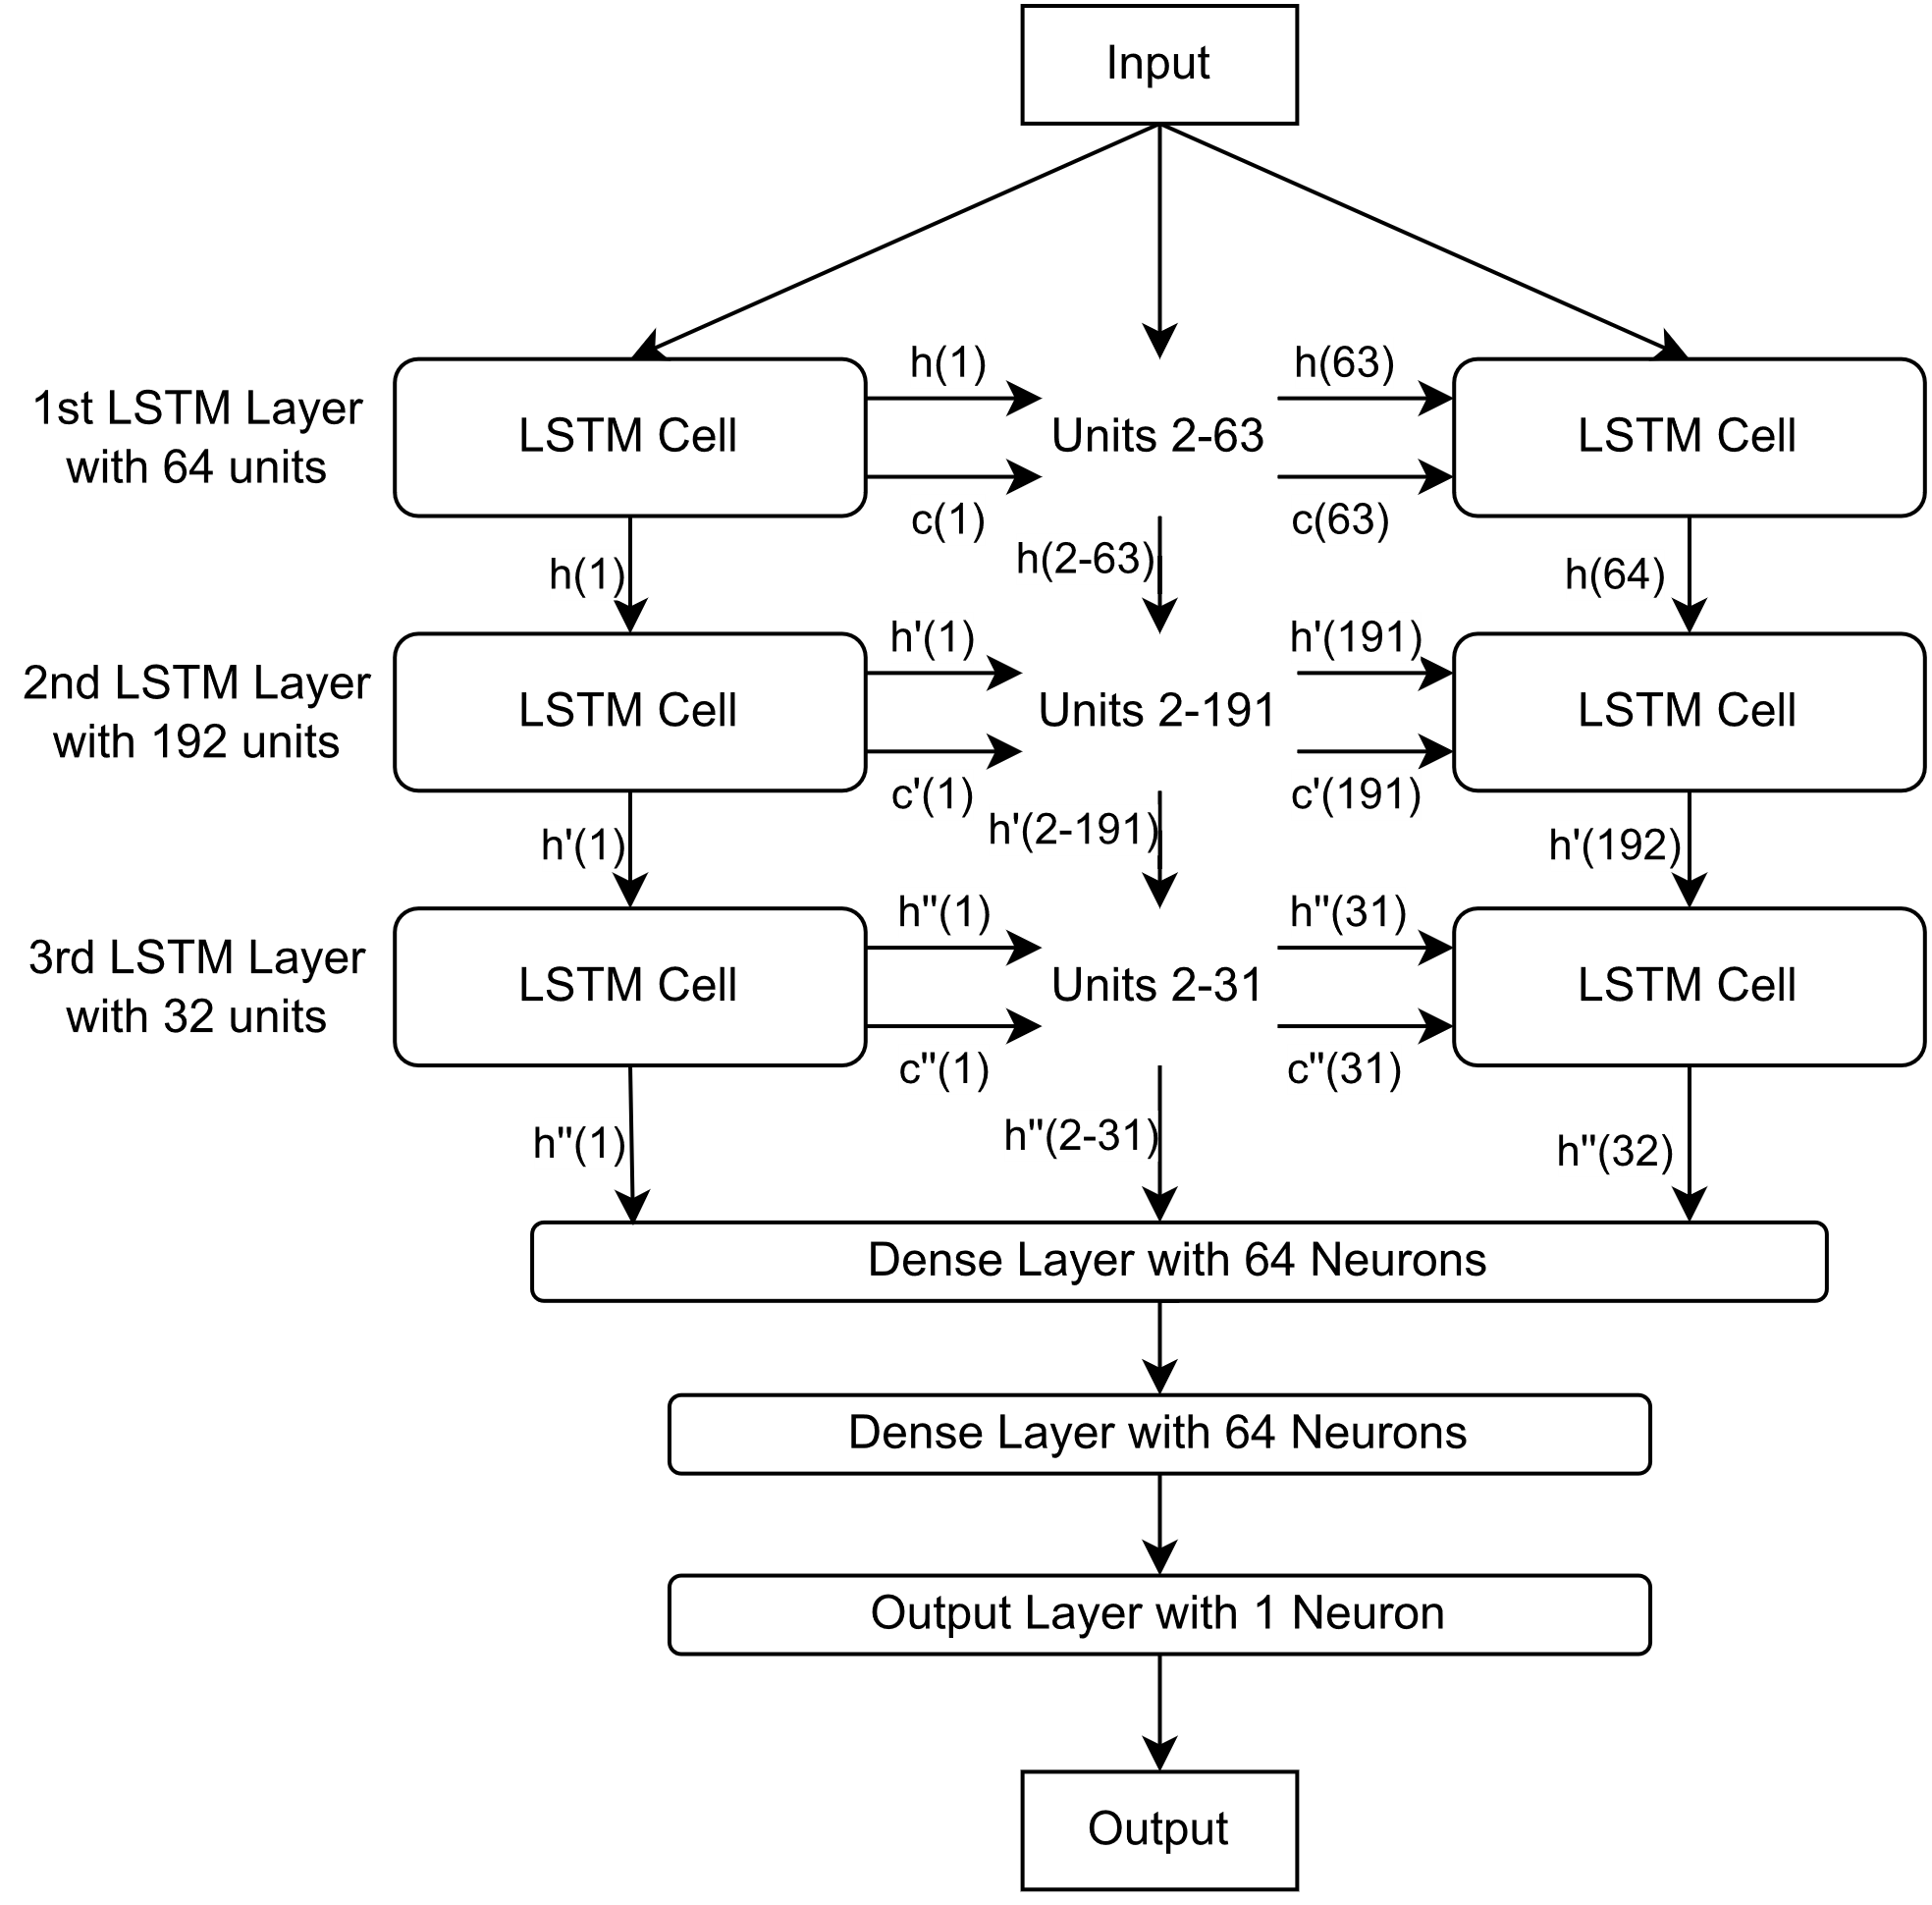 Input
1st LSTM Layer
with 64 units
LSTM Cell
h(1)
c(1)
Units 2-63
h(63)
c(63)
LSTM Cell
h(1)
h(2-63)
h(64)
2nd LSTM Layer
with 192 units
LSTM Cell
h'(1)
c'(1)
Units 2-191
h'(191)
c'(191)
LSTM Cell
h'(1)
h'(2-191)
h'(192)
3rd LSTM Layer
with 32 units
LSTM Cell
h"(1)
c"(1)
Units 2-31
h"(31)
c"(31)
LSTM Cell
h"(1)
h"(2-31)
h"(32)
Dense Layer with 64 Neurons
Dense Layer with 64 Neurons
Output Layer with 1 Neuron
Output